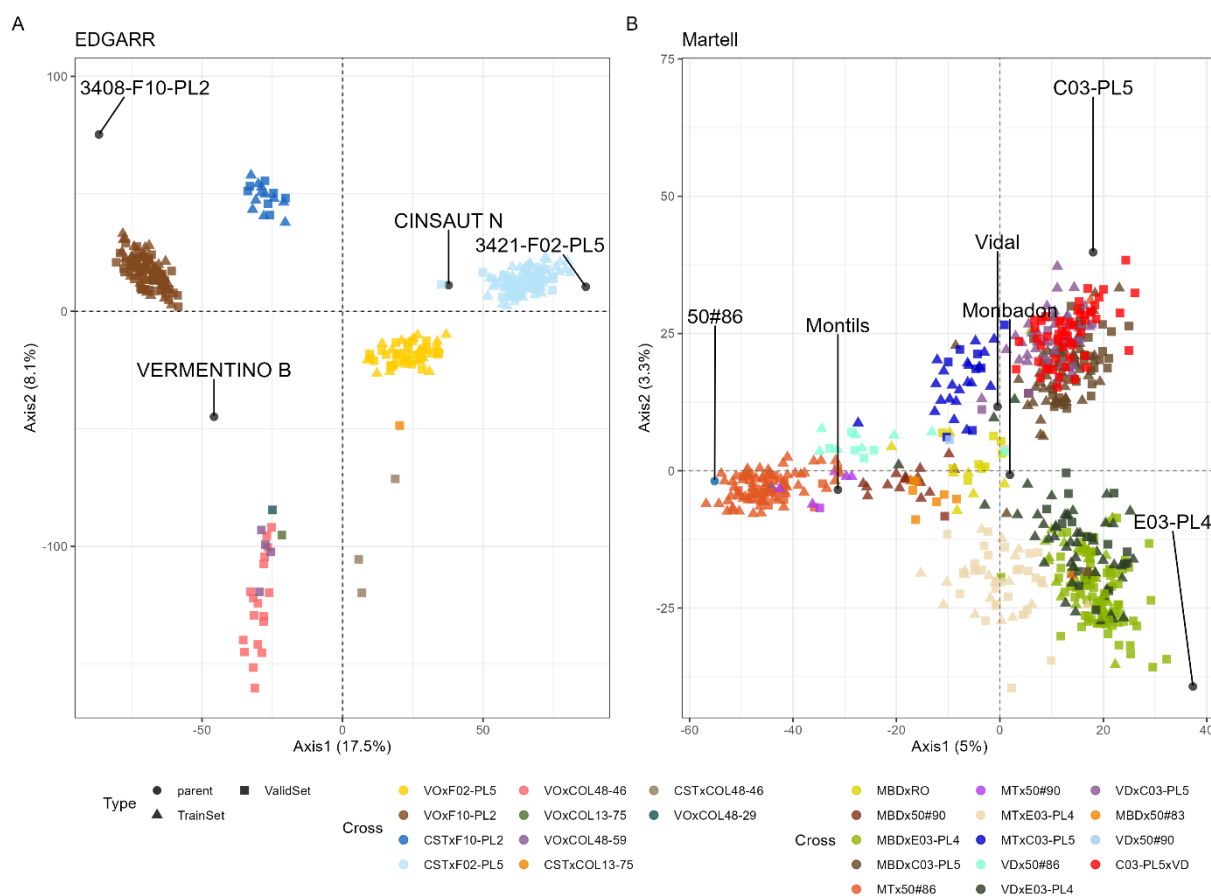 A
EDGARR
100
3408-F10-PL2
CINSAUT N
3421-F02-PL5
0
VERMENTINO B
-100
Axis2 (8.1%)
-50
0
50
Axis1 (17.5%)
B
Martell
75
C03-PL5
50
Vidal
50#86
Montils
Monbadon
25
0
E03-PL4
-25
Axis2 (3.3%)
-60
-40
-20
0
20
40
Axis1 (5%)
Type
parent
ValidSet
TrainSet
Cross
VOxF02-PL5
VOxCOL48-46
CSTxCOL48-46
VOxF10-PL2
VOxCOL13-75
VOxCOL48-29
CSTxF10-PL2
VOxCOL48-59
CSTxF02-PL5
CSTxCOL13-75
Cross
MBDxRO
MTx50#90
VDxC03-PL5
MBDx50#90
MTxE03-PL4
MBDx50#83
MBDxE03-PL4
MTxC03-PL5
VDx50#90
MBDxC03-PL5
VDx50#86
C03-PL5xVD
MTx50#86
VDxE03-PL4